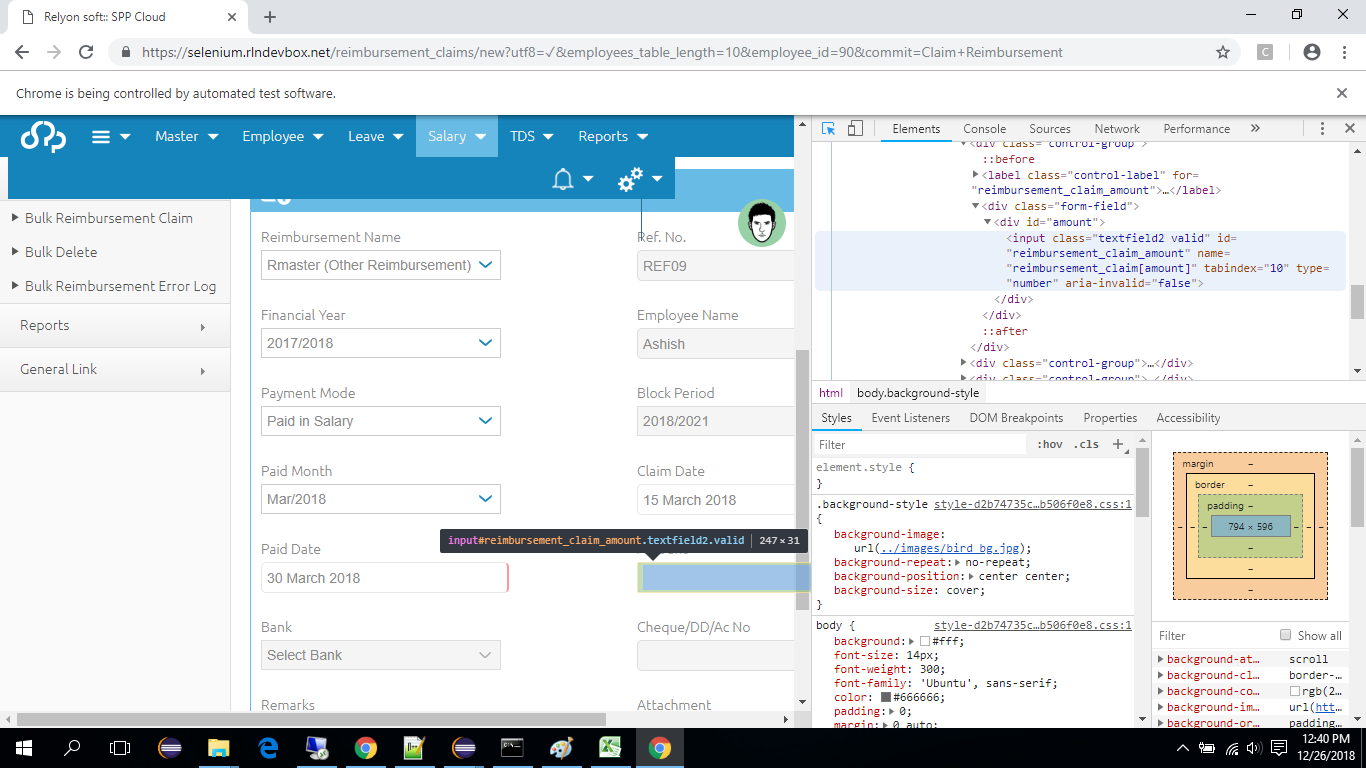 Relyon soft:: SPP Cloud
https://selenium.rlndevbox.net/reimbursement_claims/new?utf8=✓&employees_table_length=10&employee_id=90&commit=Claim+Reimbursement
C
Chrome is being controlled by automated test software.
Master
Employee
Leave
Salary
TDS
Reports
Bulk Reimbursement Claim
Bulk Delete
Bulk Reimbursement Error Log
Reports
General Link
Reimbursement Name
Ref. No.
Rmaster (Other Reimbursement)
REF09
Financial Year
Employee Name
2017/2018
Ashish
Payment Mode
Block Period
Paid in Salary
2018/2021
Paid Month
Claim Date
Mar/2018
15 March 2018
input#reimbursement_claim_amount.textfield2.valid
247 × 31
Paid Date
30 March 2018
Bank
Cheque/DD/Ac No
Select Bank
Remarks
Attachment
Elements
Console
Sources
Network
Performance
<div class="control-group">
::before
<label class="control-label" for=
"reimbursement_claim_amount">…</label>
<div class="form-field">
<div id="amount">
<input class="textfield2 valid" id=
"reimbursement_claim_amount" name=
"reimbursement_claim[amount]" tabindex="10" type=
"number" aria-invalid="false">
</div>
</div>
::after
</div>
<div class="control-group">…</div>
<div class="control-group">…</div>
html
body.background-style
Styles
Event Listeners
DOM Breakpoints
Properties
Accessibility
Filter
:hov
.cls
element.style {
}
.background-style
style-d2b74735c…b506f0e8.css:1
{
background-image:
url(../images/bird_bg.jpg);
background-repeat: no-repeat;
background-position: center center;
background-size: cover;
}
body {
style-d2b74735c…b506f0e8.css:1
background: #fff;
font-size: 14px;
font-weight: 300;
font-family: 'Ubuntu', sans-serif;
color: #666666;
padding: 0;
margin: 0 auto;
margin –
border –
padding –
– – – 794 × 596 – – –
–
–
–
Filter
Show all
background-at…
scroll
background-cl…
border-…
background-co…
rgb(2…
background-im…
url(htt…
background-or…
padding…
12:40 PM
12/26/2018